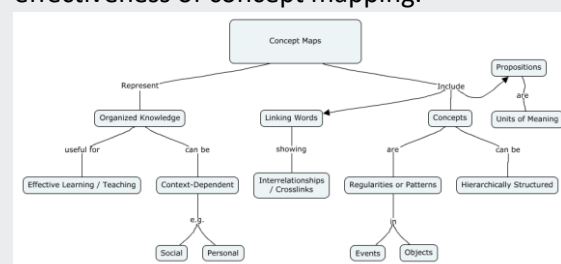 effectiveness of concept mapping.
Concept Maps
Propositions
Represent
Include
are
Organized Knowledge
Linking Words
Concepts
Units of Meaning
useful for
can be
showing
are
can be
Effective Learning / Teaching
Context-Dependent
Interrelationships
/ Crosslinks
Regularities or Patterns
Hierarchically Structured
e.g.
in
Social
Personal
Events
Objects